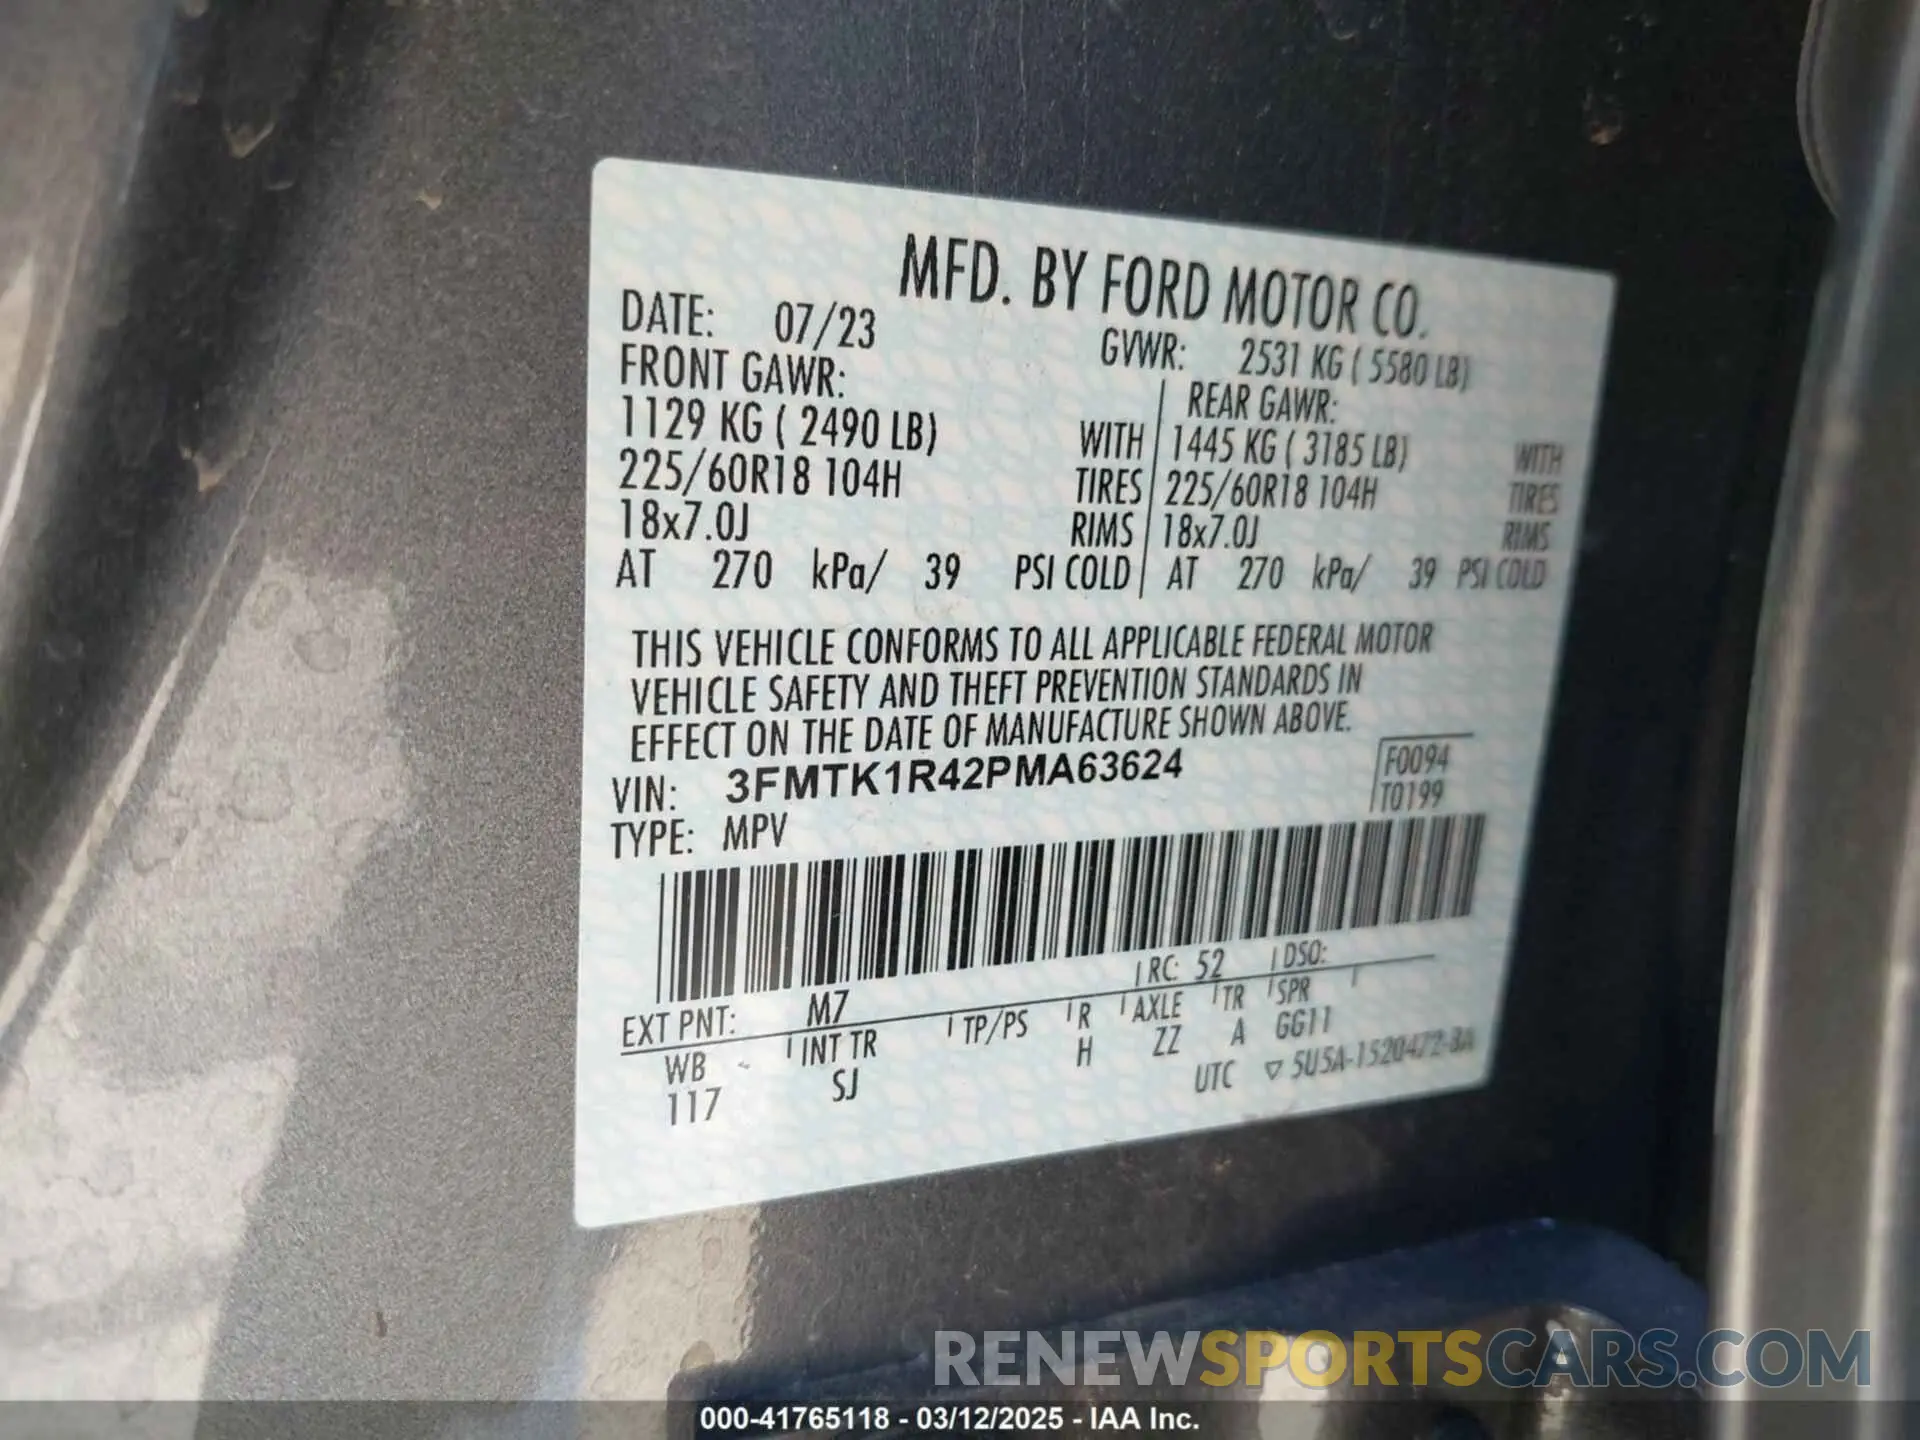 MFD. BY FORD MOTOR CO.
DATE: 07/23 GVWR: 2531 KG ( 5580 LB)
FRONT GAWR: REAR GAWR:
1129 KG ( 2490 LB) WITH 1445 KG ( 3185 LB) WITH
225/60R18 104H TIRES 225/60R18 104H TIRES
18x7.0J RIMS 18x7.0J RIMS
AT 270 kPa/ 39 PSI COLD AT 270 kPa/ 39 PSI COLD
THIS VEHICLE CONFORMS TO ALL APPLICABLE FEDERAL MOTOR
VEHICLE SAFETY AND THEFT PREVENTION STANDARDS IN
EFFECT ON THE DATE OF MANUFACTURE SHOWN ABOVE.
VIN: 3FMTK1R42PMA63624 F0094
TYPE: MPV T0199
EXT PNT: M7 RC: 52 DSO:
WB INT TR TP/PS R AXLE TR SPR
117 SJ H ZZ A GG11
UTC ▽ 5U5A-1520472-BA
RENEWSPORTSCARS.COM
000-41765118 - 03/12/2025 - IAA Inc.